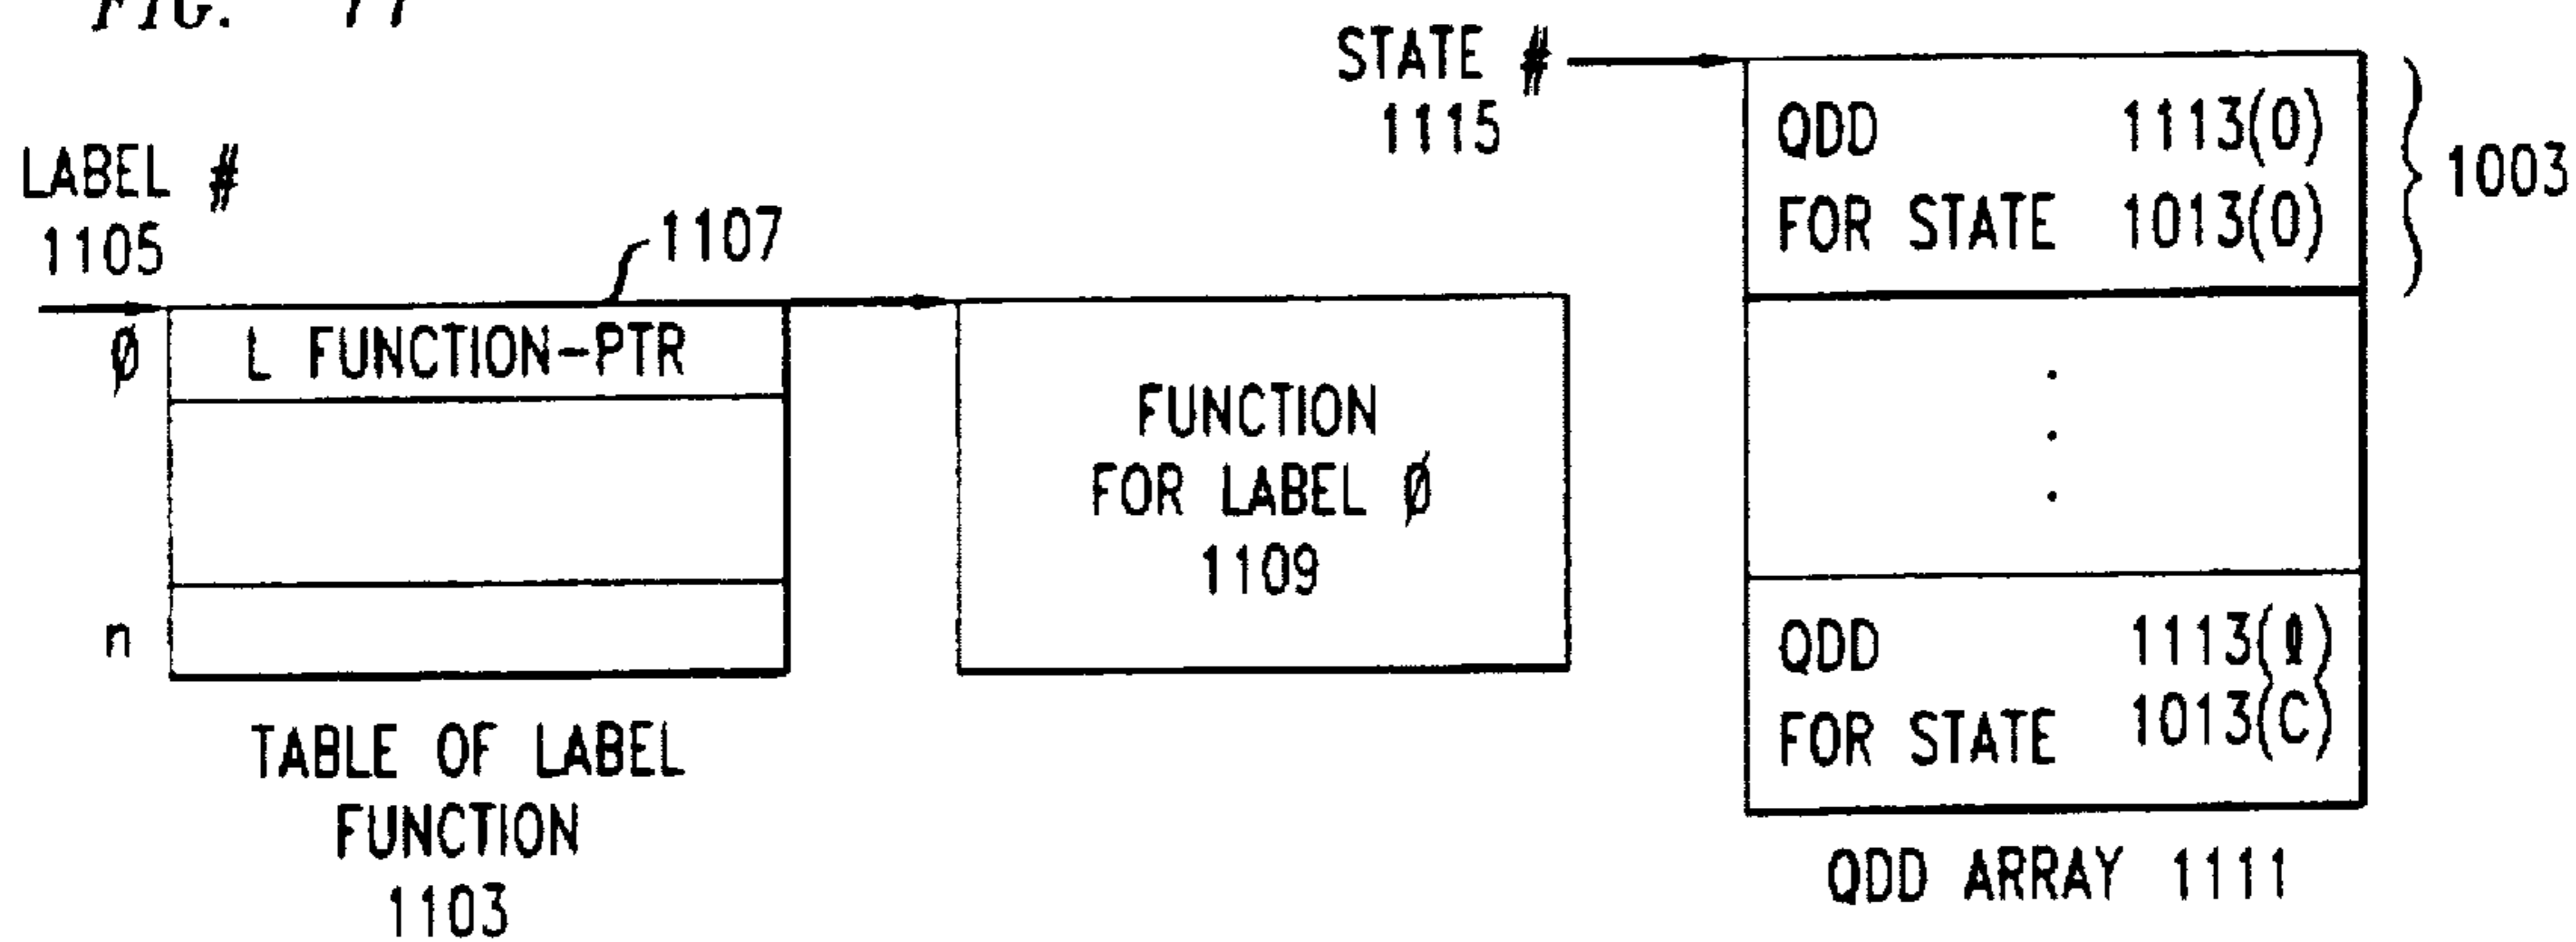 FIG. 11
STATE #
1115
LABEL #
1105
1107
Ø
L FUNCTION-PTR
n
TABLE OF LABEL
FUNCTION
1103
FUNCTION
FOR LABEL Ø
1109
QDD 1113(0)
FOR STATE 1013(0)
1003
QDD 1113(ℓ)
FOR STATE 1013(C)
QDD ARRAY 1111